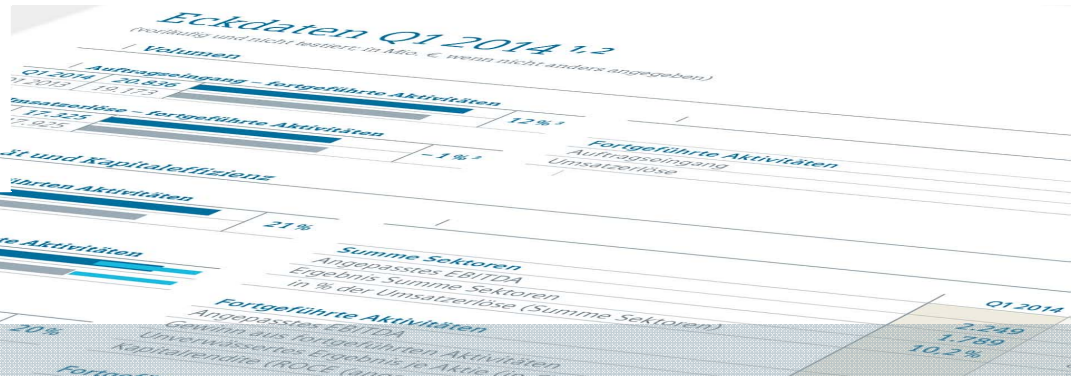 Eckdaten Q1 2014 1,2
(vorläufig und nicht testiert; in Mio. €, wenn nicht anders angegeben)
Volumen
Auftragseingang – fortgeführte Aktivitäten
Q1 2014 20.836
Q1 2013 19.173
12% 3
Umsatzerlöse – fortgeführte Aktivitäten
17.325
17.925
–1% 3
Fortgeführte Aktivitäten
Auftragseingang
Umsatzerlöse
und Kapitaleffizienz
Aktivitäten
21%
Aktivitäten
Summe Sektoren
Angepasstes EBITDA
Ergebnis Summe Sektoren
in % der Umsatzerlöse (Summe Sektoren)
Q1 2014
2.249
1.789
10,2%
20%
Fortgeführte Aktivitäten
Angepasstes EBITDA
Gewinn aus fortgeführten Aktivitäten
Unverwässertes Ergebnis je Aktie
Kapitalrendite (ROCE